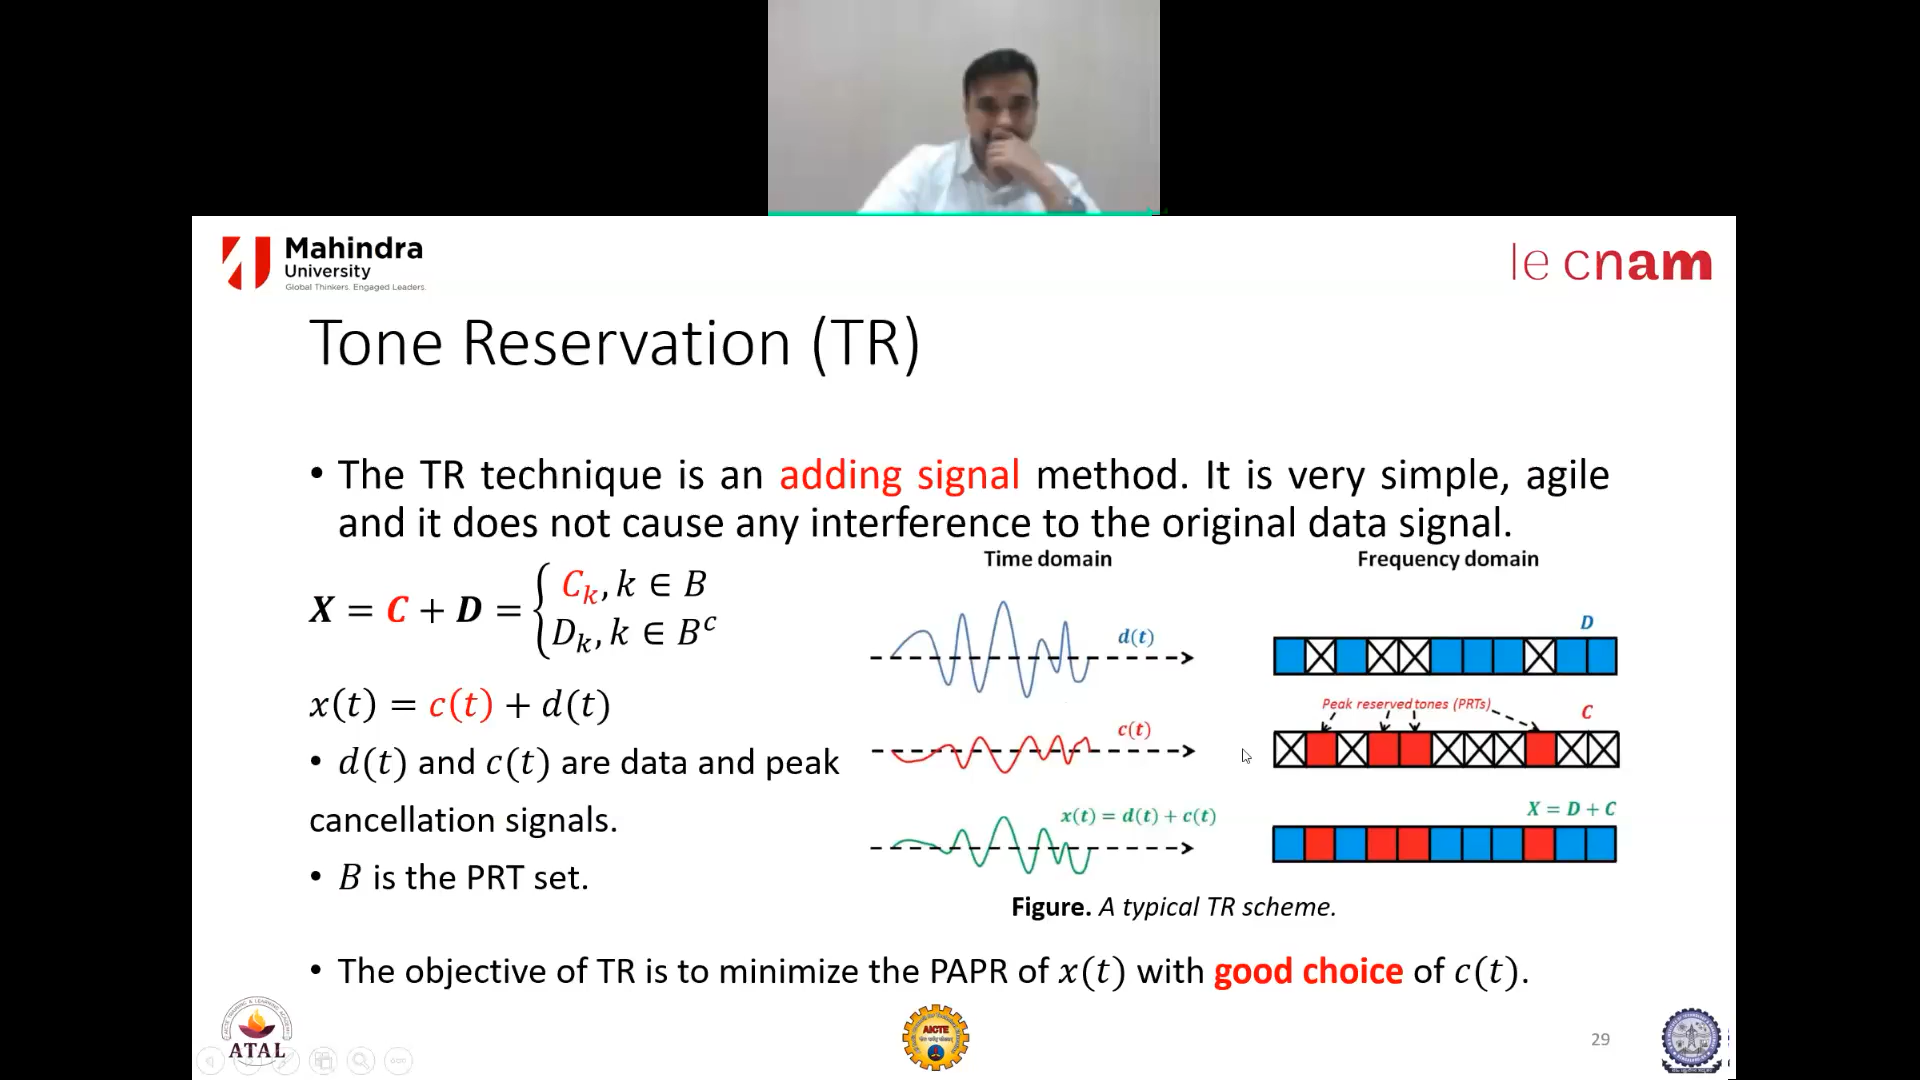 Mahindra
University
Global Thinkers. Engaged Leaders.
le cnam
Tone Reservation (TR)
• The TR technique is an adding signal method. It is very simple, agile
and it does not cause any interference to the original data signal.
X = C + D = { C_k, k ∈ B
D_k, k ∈ B^c
x(t) = c(t) + d(t)
• d(t) and c(t) are data and peak
cancellation signals.
• B is the PRT set.
Time domain
d(t)
c(t)
x(t) = d(t) + c(t)
Frequency domain
D
Peak reserved tones (PRTs)
C
X = D + C
Figure. A typical TR scheme.
• The objective of TR is to minimize the PAPR of x(t) with good choice of c(t).
ATAL
AICTE
29